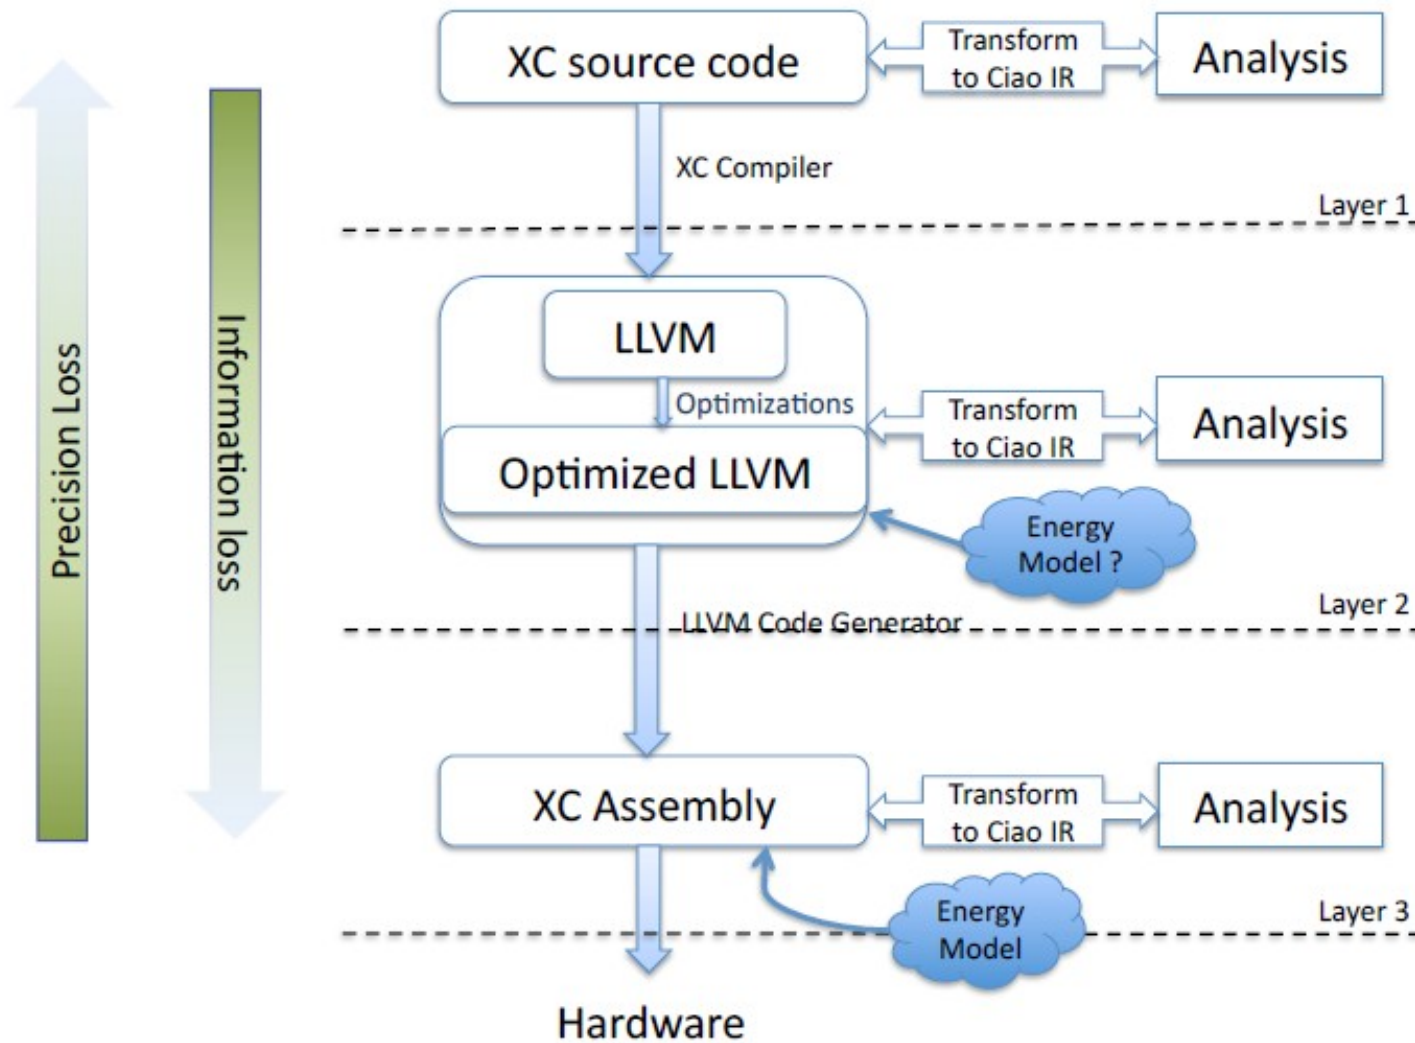 XC source code
Transform
to Ciao IR
Analysis
XC Compiler
Layer 1
Precision Loss
Information loss
LLVM
Optimizations
Optimized LLVM
Transform
to Ciao IR
Analysis
Energy
Model ?
Layer 2
LLVM Code Generator
XC Assembly
Transform
to Ciao IR
Analysis
Energy
Model
Layer 3
Hardware